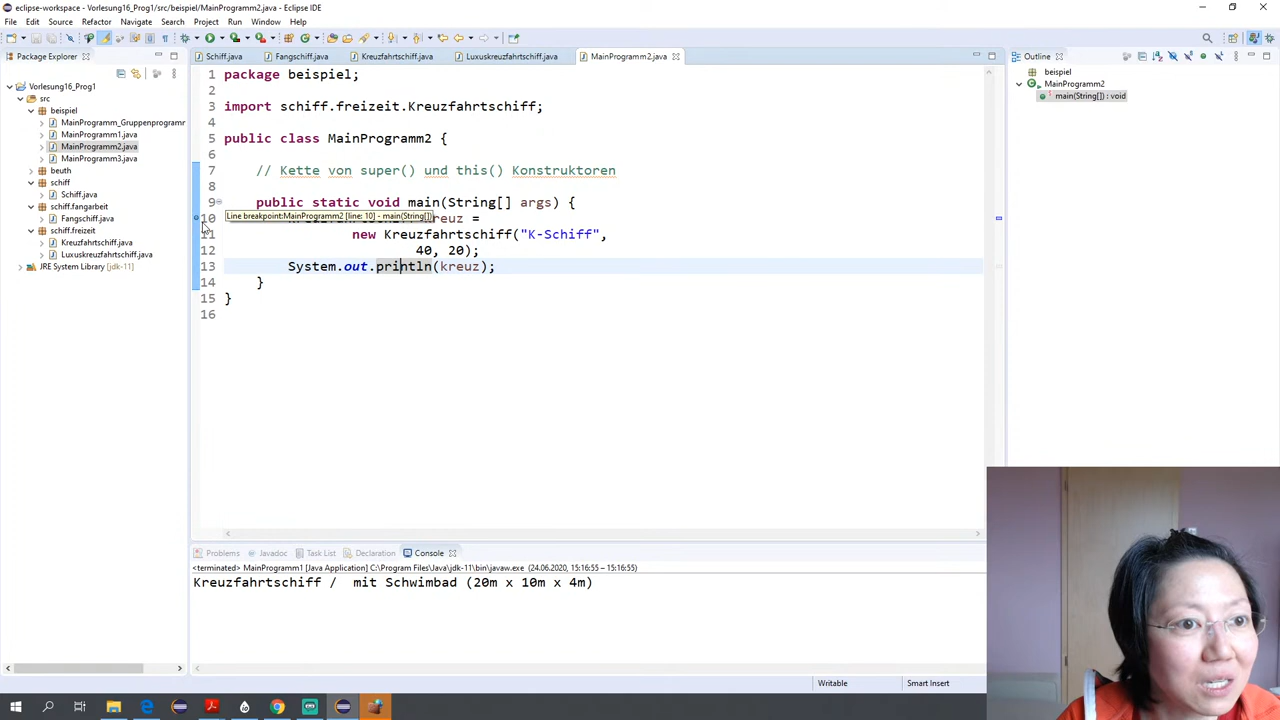 eclipse-workspace - Vorlesung16_Prog1/src/beispiel/MainProgramm2.java - Eclipse IDE
File Edit Source Refactor Navigate Search Project Run Window Help
Package Explorer
Schiff.java Fangschiff.java Kreuzfahrtschiff.java Luxuskreuzfahrtschiff.java MainProgramm2.java
Outline
Vorlesung16_Prog1
src
beispiel
MainProgramm_Gruppenprogramm
MainProgramm1.java
MainProgramm2.java
MainProgramm3.java
beuth
schiff
Schiff.java
schiff.fangarbeit
Fangschiff.java
schiff.freizeit
Kreuzfahrtschiff.java
Luxuskreuzfahrtschiff.java
JRE System Library [jdk-11]
1 package beispiel;
2
3 import schiff.freizeit.Kreuzfahrtschiff;
4
5 public class MainProgramm2 {
6
7 // Kette von super() und this() Konstruktoren
8
9 public static void main(String[] args) {
Line breakpoint:MainProgramm2 [line: 10] - main(String[])
10 kreuz =
11 new Kreuzfahrtschiff("K-Schiff",
12 40, 20);
13 System.out.println(kreuz);
14 }
15 }
16
beispiel
MainProgramm2
main(String[]) : void
Problems Javadoc Task List Declaration Console
<terminated> MainProgramm1 [Java Application] C:\Program Files\Java\jdk-11\bin\javaw.exe (24.06.2020, 15:16:55 – 15:16:55)
Kreuzfahrtschiff / mit Schwimbad (20m x 10m x 4m)
Writable Smart Insert